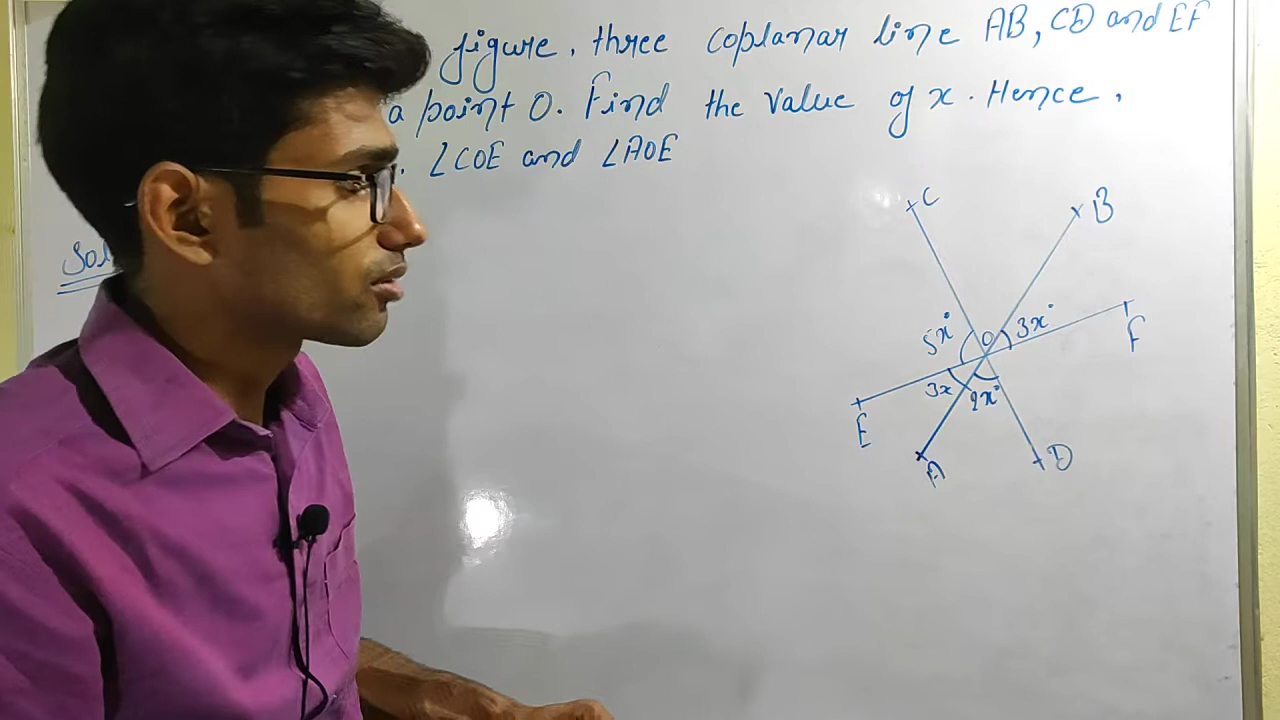 figure, three coplanar line AB, CD and EF
a point O. Find the value of x. Hence,
. ∠COE and ∠AOE
Sol
C
B
5x°
O
3x°
F
3x
2x°
E
A
D